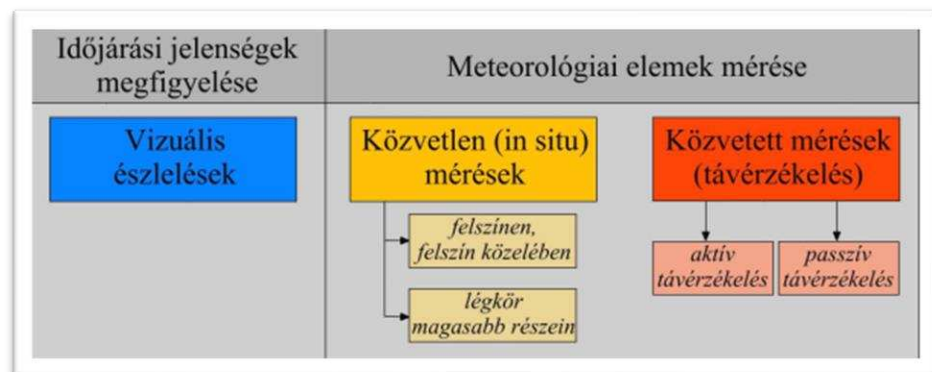 Időjárási jelenségek
megfigyelése
Meteorológiai elemek mérése
Vizuális
észlelések
Közvetlen (in situ)
mérések
felszínen,
felszín közelében
légkör
magasabb részein
Közvetett mérések
(távérzékelés)
aktív
távérzékelés
passzív
távérzékelés